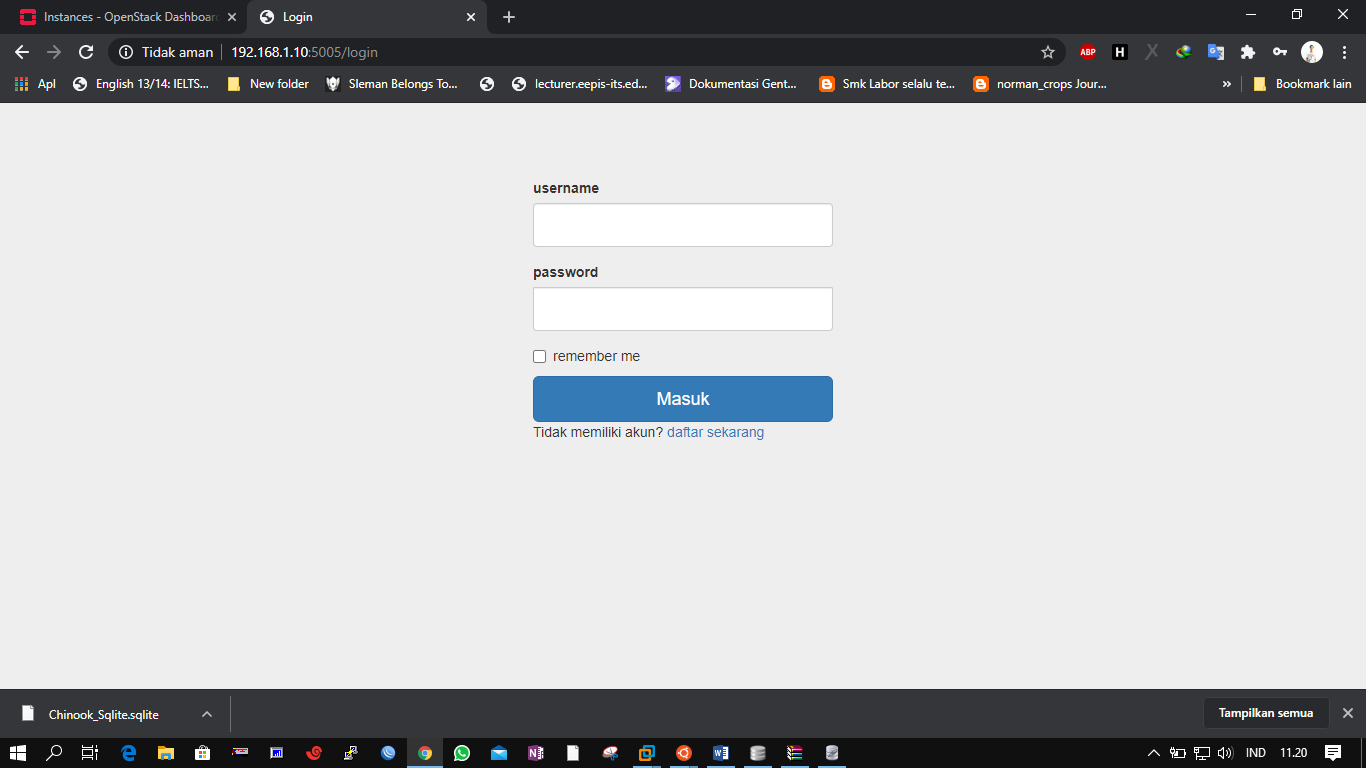 Instances - OpenStack Dashboar
Login
Tidak aman
192.168.1.10:5005/login
ABP
H
X
Apl
English 13/14: IELTS...
New folder
Sleman Belongs To...
lecturer.eepis-its.ed...
Dokumentasi Gent...
Smk Labor selalu te...
norman_crops Jour...
»
Bookmark lain
username
password
remember me
Masuk
Tidak memiliki akun? daftar sekarang
Chinook_Sqlite.sqlite
Tampilkan semua
IND
11.20